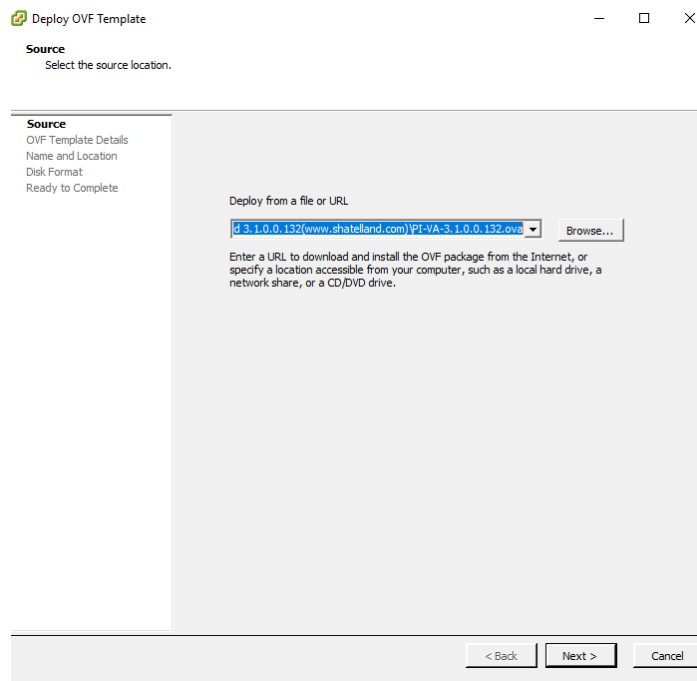 Deploy OVF Template
Source
Select the source location.
Source
OVF Template Details
Name and Location
Disk Format
Ready to Complete
Deploy from a file or URL
d 3.1.0.0.132(www.shatelland.com)\PI-VA-3.1.0.0.132.ova
Browse...
Enter a URL to download and install the OVF package from the Internet, or
specify a location accessible from your computer, such as a local hard drive, a
network share, or a CD/DVD drive.
< Back
Next >
Cancel